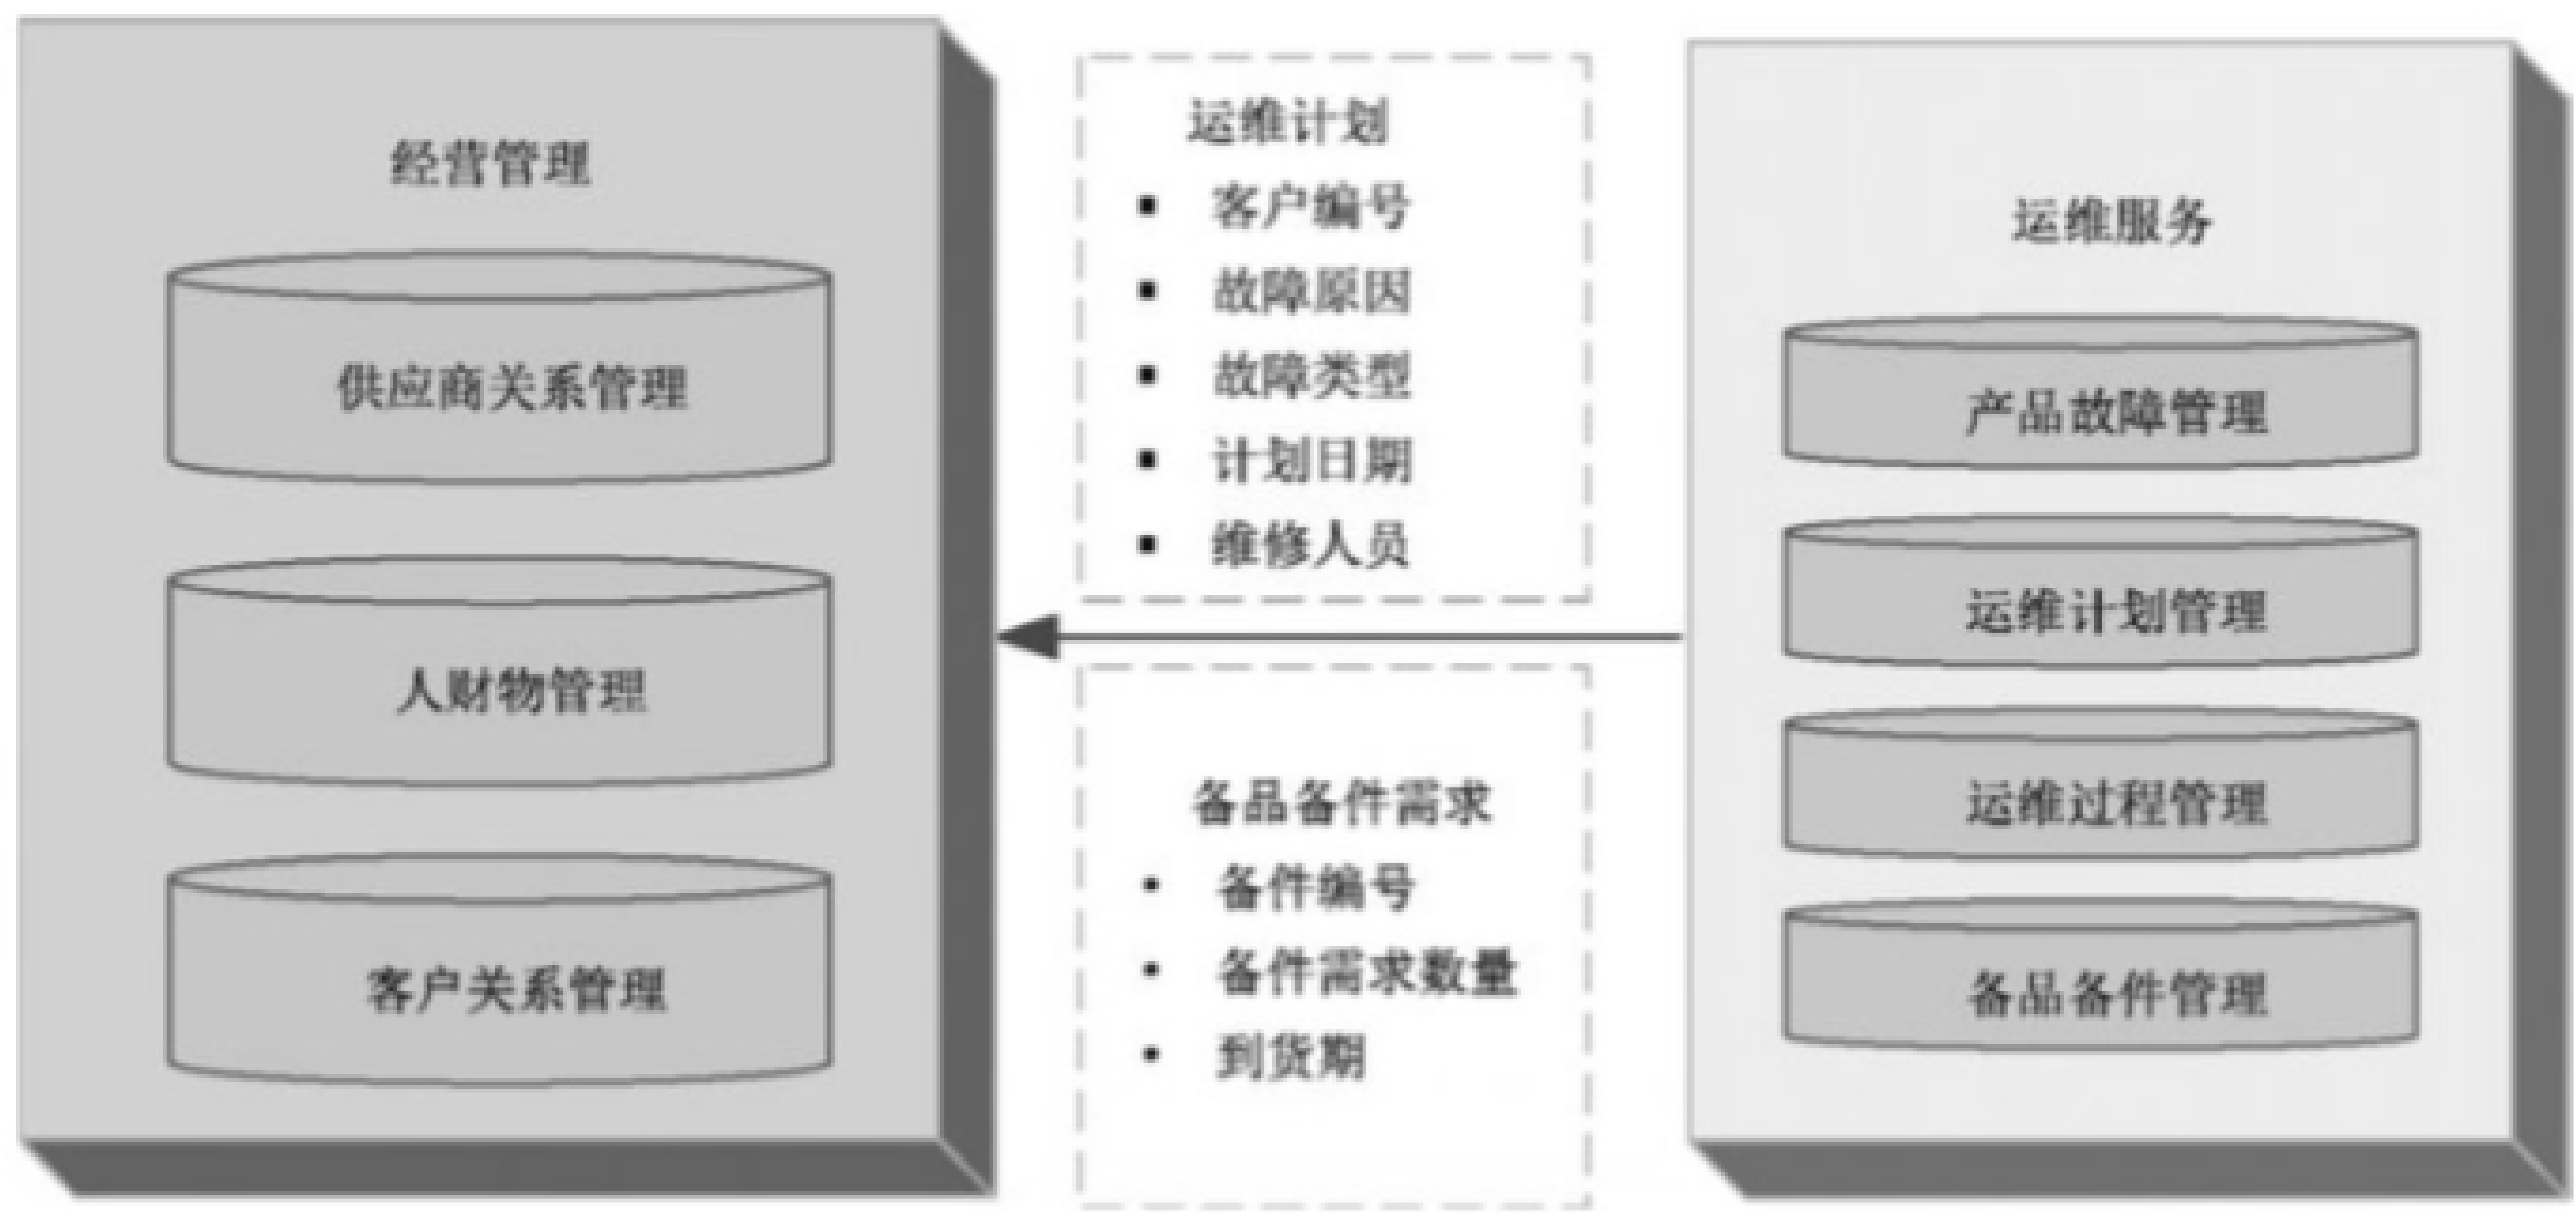 经营管理
供应商关系管理
人财物管理
客户关系管理
运维计划
▪ 客户编号
▪ 故障原因
▪ 故障类型
▪ 计划日期
▪ 维修人员
备品备件需求
• 备件编号
• 备件需求数量
• 到货期
运维服务
产品故障管理
运维计划管理
运维过程管理
备品备件管理